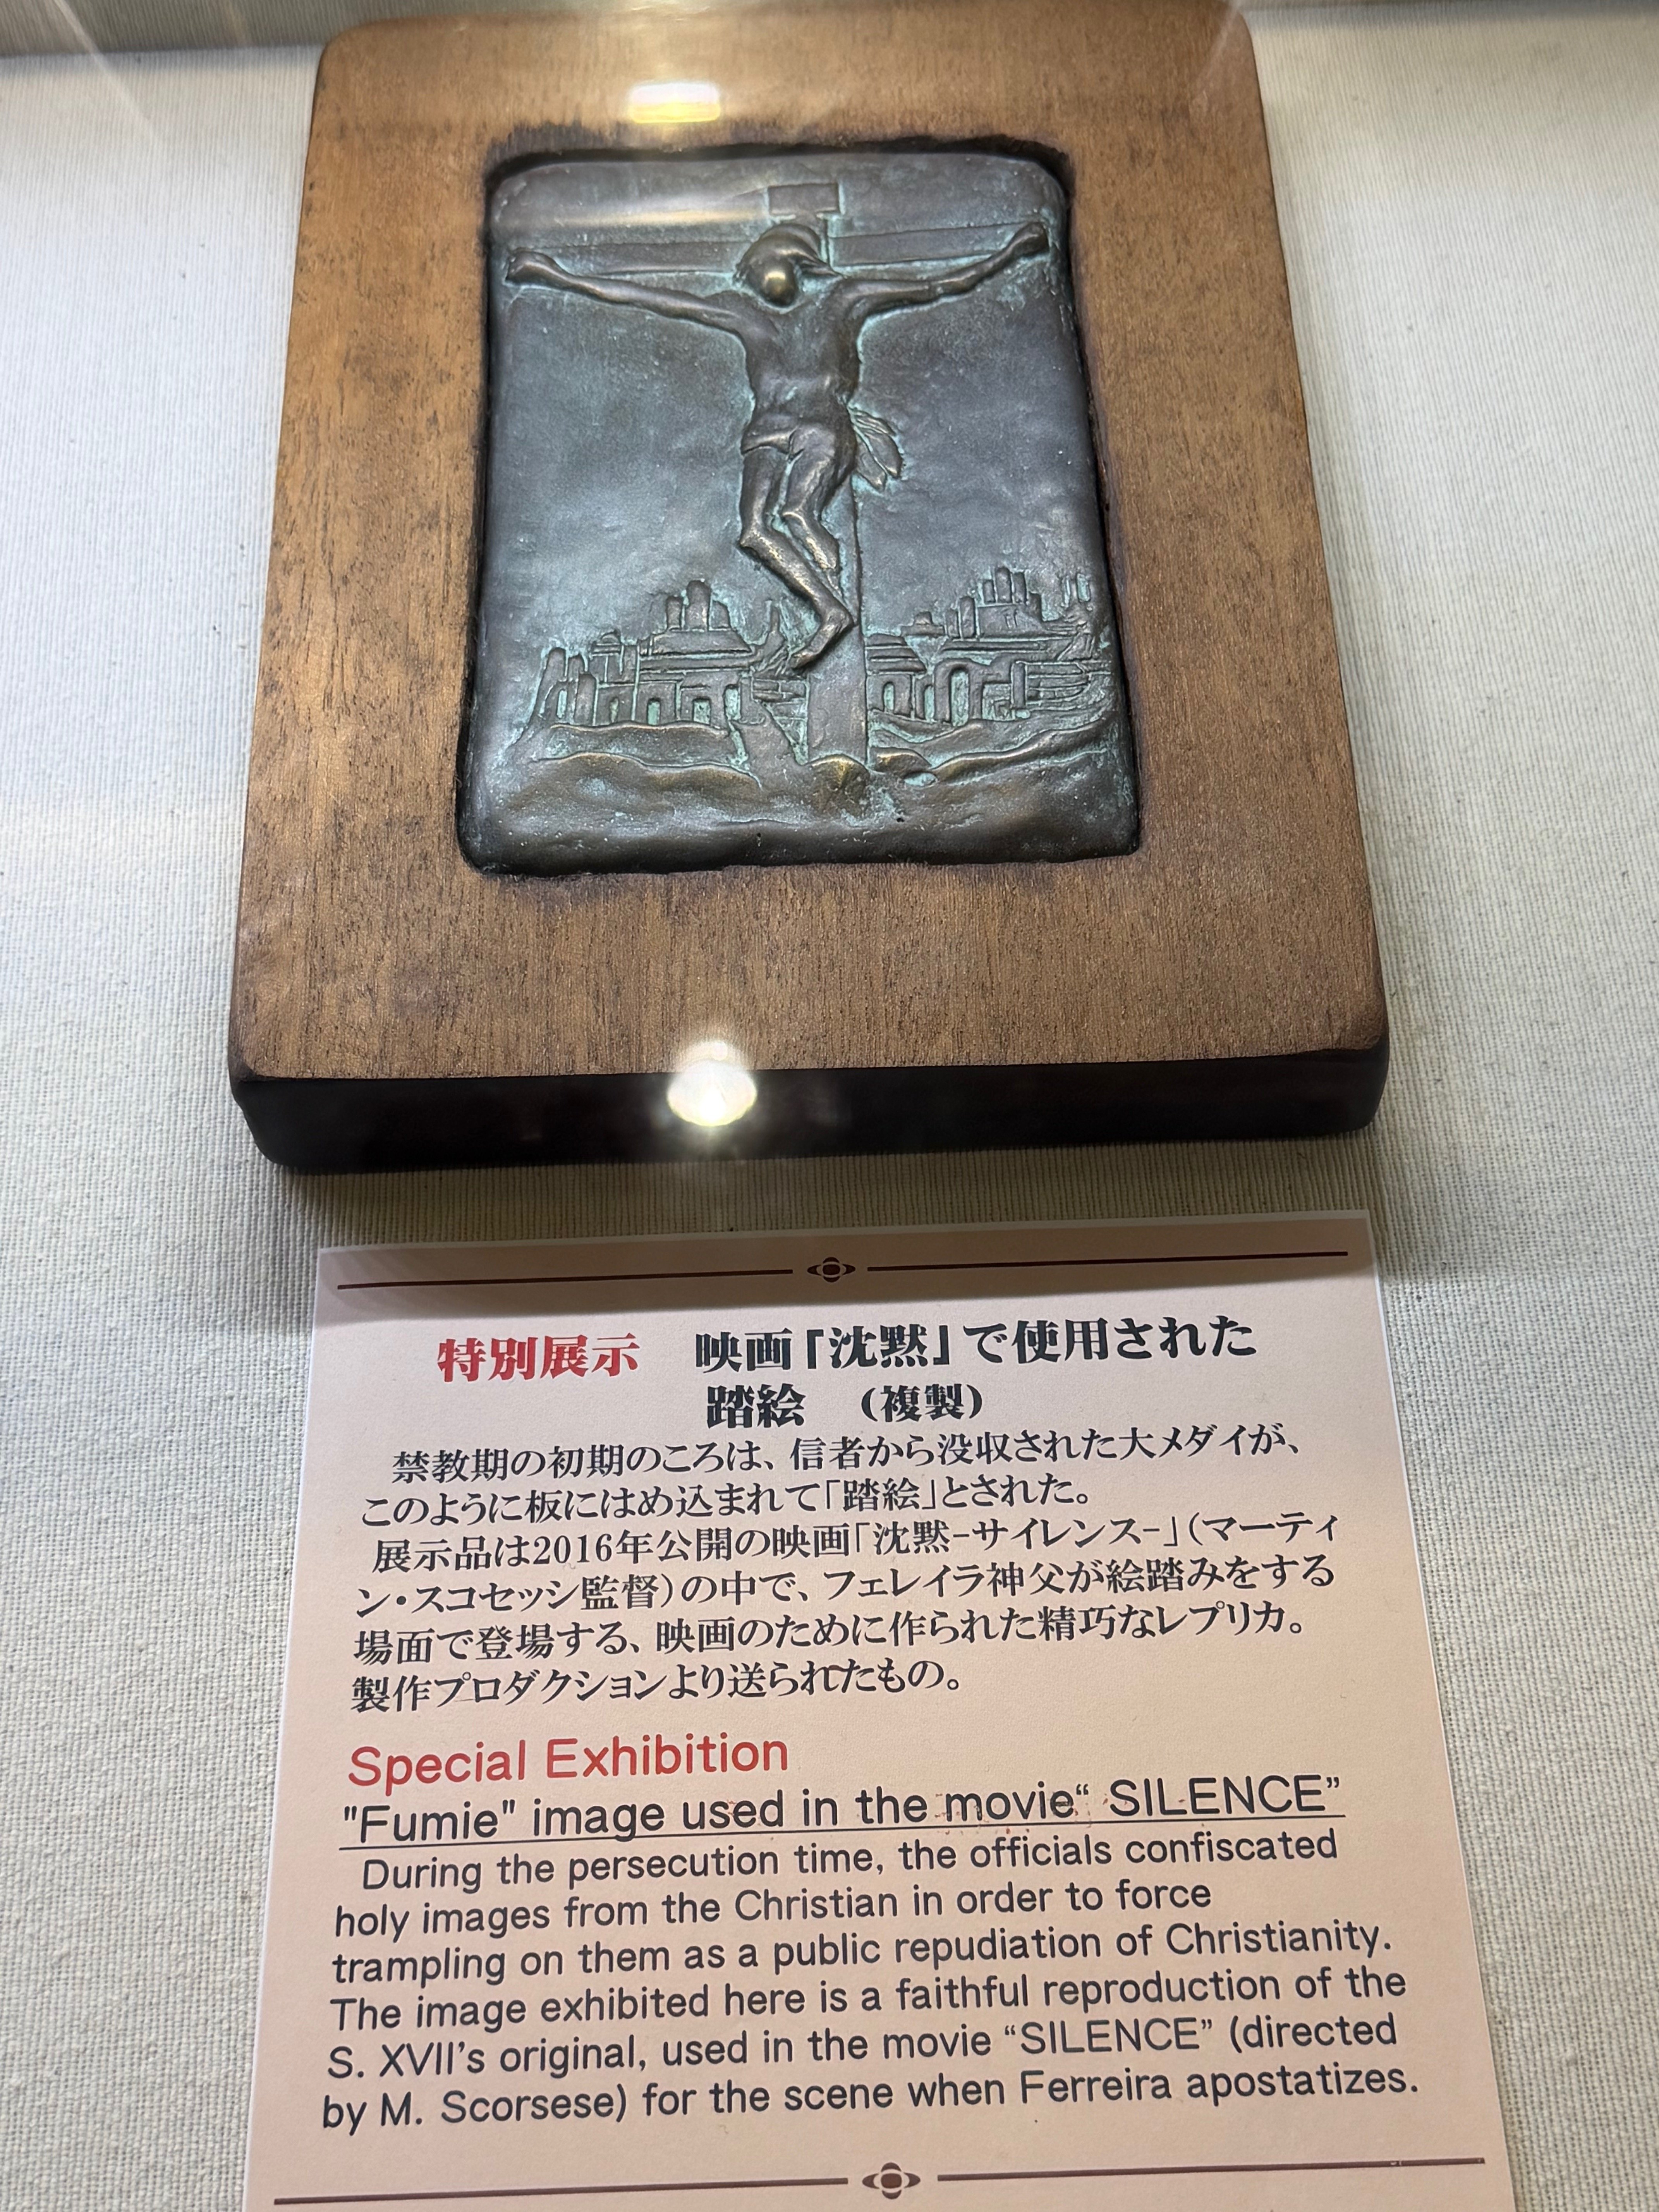 特別展示　映画「沈黙」で使用された
踏絵　（複製）
禁教期の初期のころは、信者から没収された大メダイが、
このように板にはめ込まれて「踏絵」とされた。
展示品は2016年公開の映画「沈黙-サイレンス-」（マーティ
ン・スコセッシ監督）の中で、フェレイラ神父が絵踏みをする
場面で登場する、映画のために作られた精巧なレプリカ。
製作プロダクションより送られたもの。
Special Exhibition
"Fumie" image used in the movie“ SILENCE”
During the persecution time, the officials confiscated
holy images from the Christian in order to force
trampling on them as a public repudiation of Christianity.
The image exhibited here is a faithful reproduction of the
S. XVII’s original, used in the movie “SILENCE” (directed
by M. Scorsese) for the scene when Ferreira apostatizes.